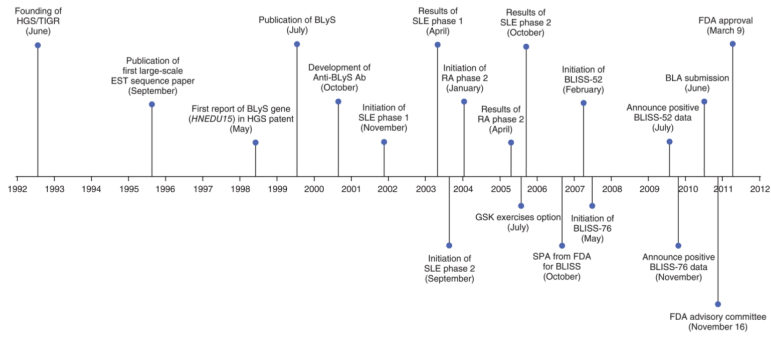 Founding of
HGS/TIGR
(June)
Publication of
first large-scale
EST sequence paper
(September)
First report of BLyS gene
(HNEDU15) in HGS patent
(May)
Publication of BLyS
(July)
Development of
Anti-BLyS Ab
(October)
Initiation of
SLE phase 1
(November)
Results of
SLE phase 1
(April)
Initiation of
RA phase 2
(January)
Results of
RA phase 2
(April)
Results of
SLE phase 2
(October)
Initiation of
BLISS-52
(February)
Announce positive
BLISS-52 data
(July)
BLA submission
(June)
FDA approval
(March 9)
1992 1993 1994 1995 1996 1997 1998 1999 2000 2001 2002 2003 2004 2005 2006 2007 2008 2009 2010 2011 2012
Initiation of
SLE phase 2
(September)
GSK exercises option
(July)
SPA from FDA
for BLISS
(October)
Initiation of
BLISS-76
(May)
Announce positive
BLISS-76 data
(November)
FDA advisory committee
(November 16)